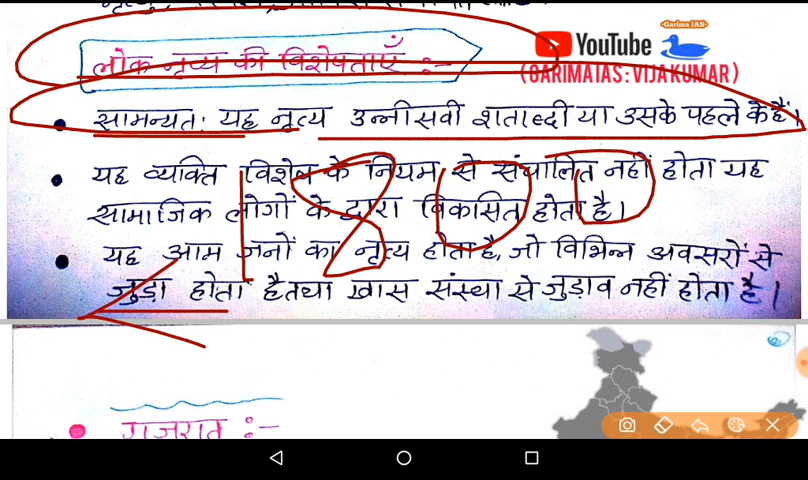 Garima IAS
YouTube
लोक नृत्य की विशेषताएँ :-
(GARIMAIAS:VIJAKUMAR)
सामन्यतः यह नृत्य उन्नीसवी शताब्दी या उसके पहले के हैं।
यह व्यक्ति विशेष के नियम से संचालित नहीं होता यह
सामाजिक लोगों के द्वारा विकसित होता है।
यह आम जनों का नृत्य होता है, जो विभिन्न अवसरों से
जुड़ा होता है तथा खास संस्था से जुड़ाव नहीं होता है।
1800
गुजरात :-